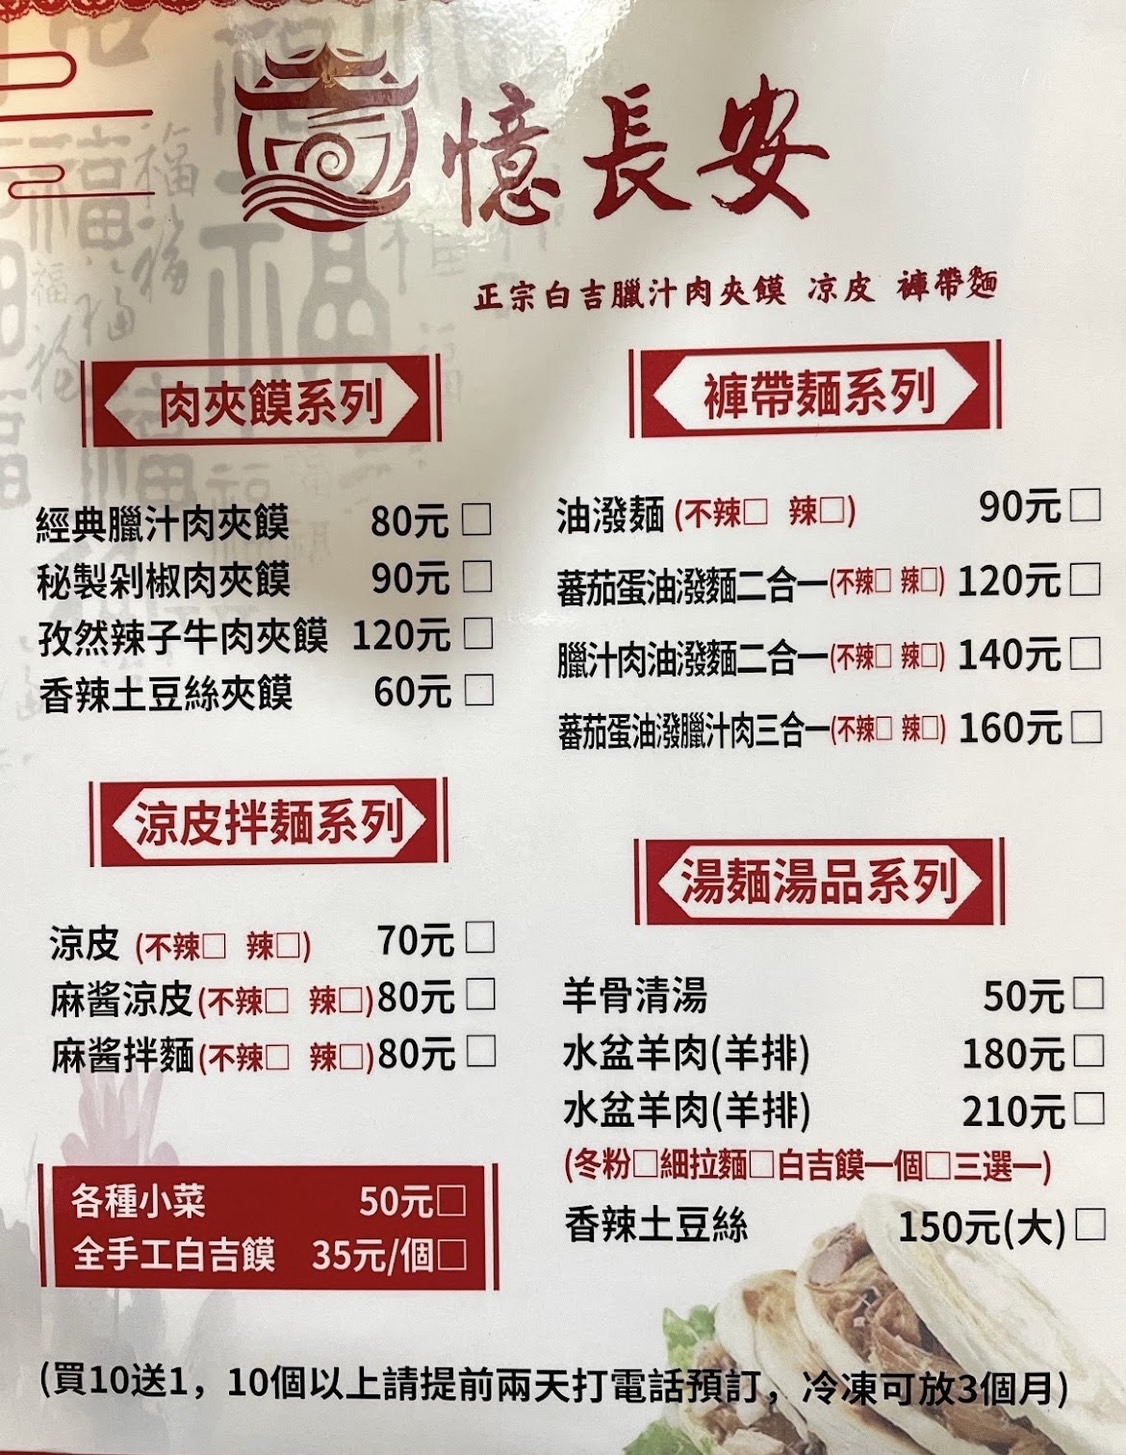 憶長安
正宗白吉臘汁肉夾饃 涼皮 褲帶麵
肉夾饃系列
經典臘汁肉夾饃 80元□
秘製剁椒肉夾饃 90元□
孜然辣子牛肉夾饃 120元□
香辣土豆絲夾饃 60元□
涼皮拌麵系列
涼皮 (不辣□ 辣□) 70元□
麻酱涼皮(不辣□ 辣□)80元□
麻酱拌麵(不辣□ 辣□)80元□
各種小菜 50元□
全手工白吉饃 35元/個□
褲帶麵系列
油潑麵(不辣□ 辣□) 90元□
蕃茄蛋油潑麵二合一(不辣□ 辣□) 120元□
臘汁肉油潑麵二合一(不辣□ 辣□) 140元□
蕃茄蛋油潑臘汁肉三合一(不辣□ 辣□) 160元□
湯麵湯品系列
羊骨清湯 50元□
水盆羊肉(羊排) 180元□
水盆羊肉(羊排) 210元□
(冬粉□細拉麵□白吉饃一個□三選一)
香辣土豆絲 150元(大)□
(買10送1，10個以上請提前兩天打電話預訂，冷凍可放3個月)